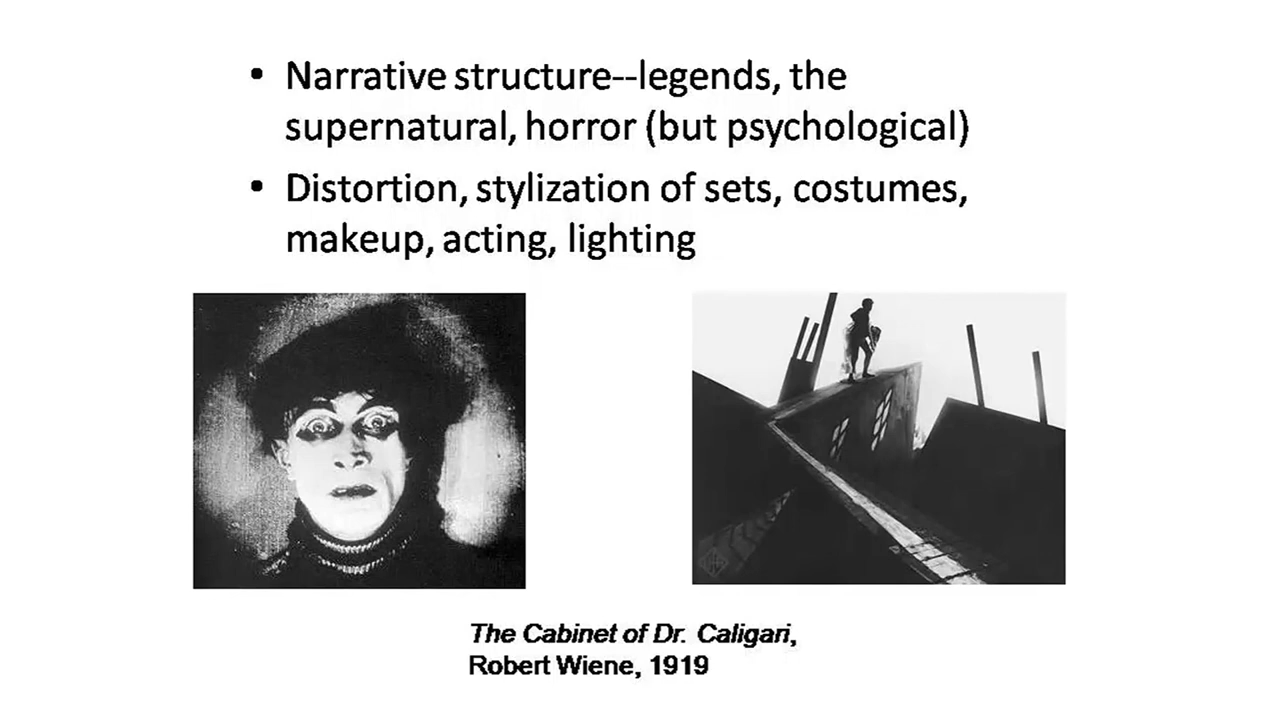 • Narrative structure--legends, the
supernatural, horror (but psychological)
• Distortion, stylization of sets, costumes,
makeup, acting, lighting
The Cabinet of Dr. Caligari,
Robert Wiene, 1919